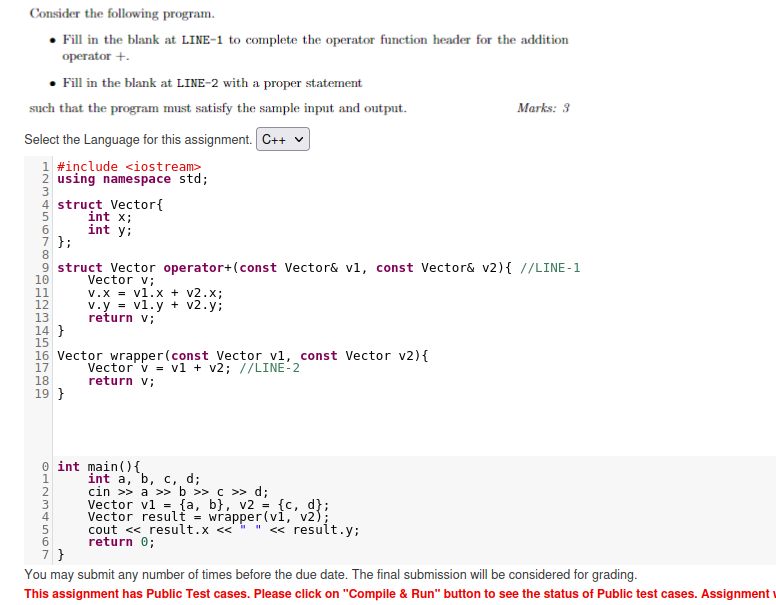 Consider the following program.
• Fill in the blank at LINE-1 to complete the operator function header for the addition
operator +.
• Fill in the blank at LINE-2 with a proper statement
such that the program must satisfy the sample input and output. Marks: 3
Select the Language for this assignment. C++
1 #include <iostream>
2 using namespace std;
3
4 struct Vector{
5     int x;
6     int y;
7 };
8
9 struct Vector operator+(const Vector& v1, const Vector& v2){ //LINE-1
10     Vector v;
11     v.x = v1.x + v2.x;
12     v.y = v1.y + v2.y;
13     return v;
14 }
15
16 Vector wrapper(const Vector v1, const Vector v2){
17     Vector v = v1 + v2; //LINE-2
18     return v;
19 }
0 int main(){
1     int a, b, c, d;
2     cin >> a >> b >> c >> d;
3     Vector v1 = {a, b}, v2 = {c, d};
4     Vector result = wrapper(v1, v2);
5     cout << result.x << " " << result.y;
6     return 0;
7 }
You may submit any number of times before the due date. The final submission will be considered for grading.
This assignment has Public Test cases. Please click on "Compile & Run" button to see the status of Public test cases. Assignment